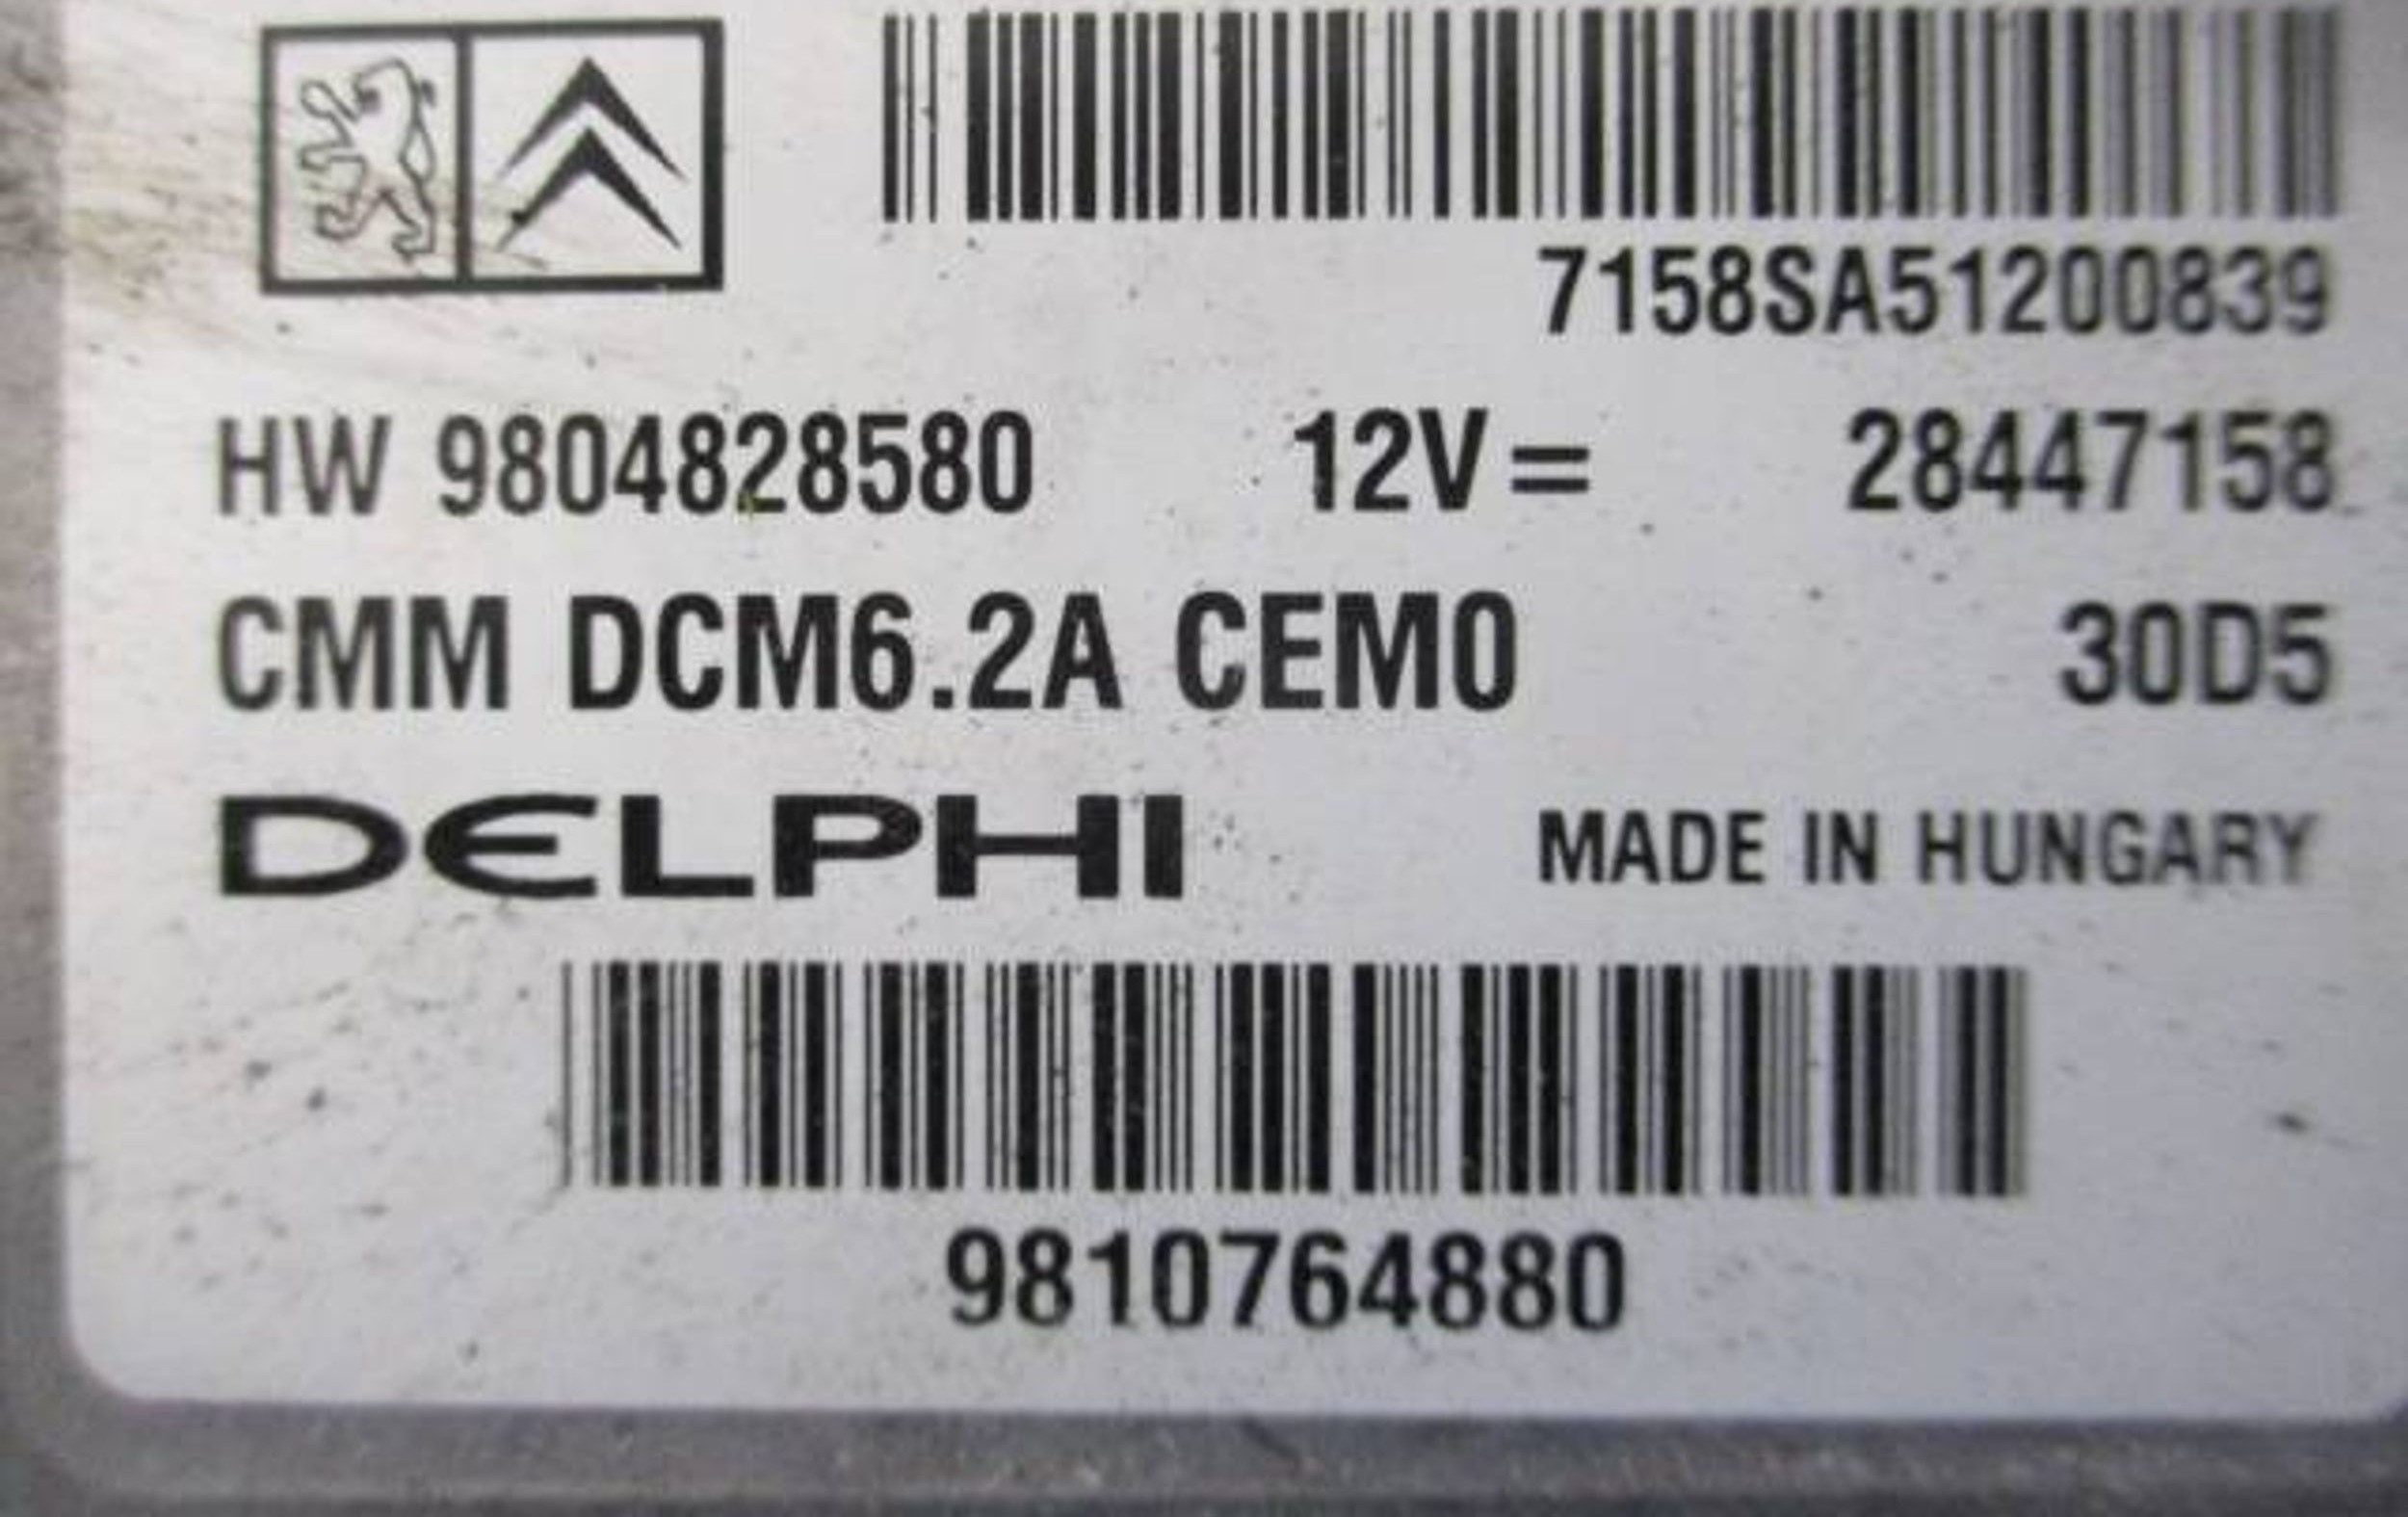 7158SA51200839
HW 9804828580 12V= 28447158
CMM DCM6.2A CEM0 30D5
DELPHI MADE IN HUNGARY
9810764880